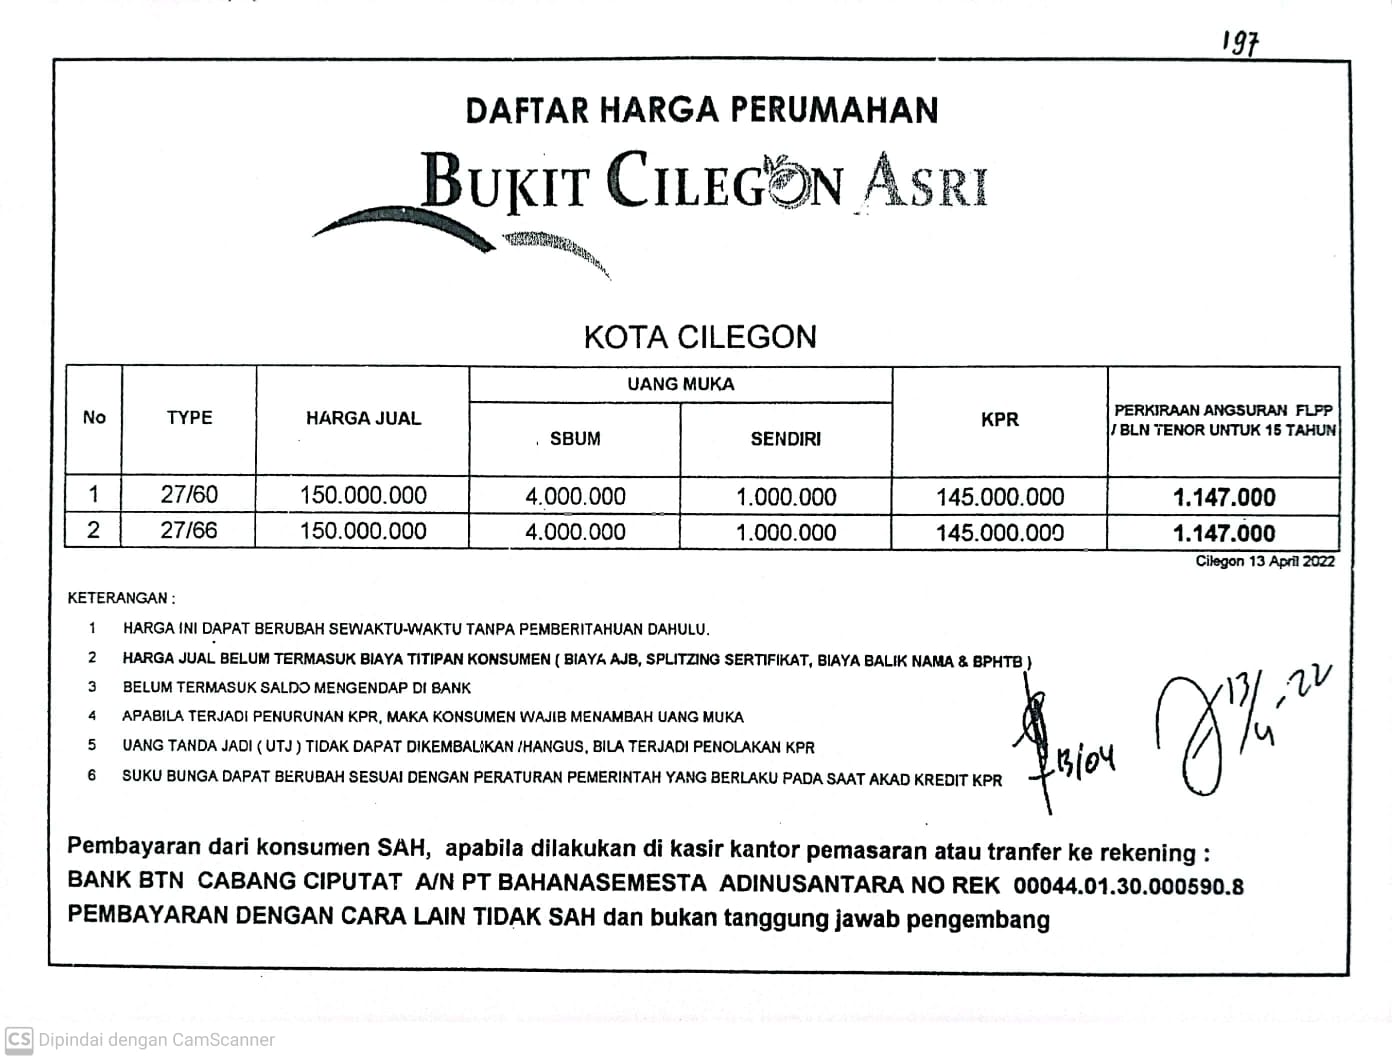 197
DAFTAR HARGA PERUMAHAN
BUKIT CILEGON ASRI
KOTA CILEGON
No TYPE HARGA JUAL UANG MUKA KPR PERKIRAAN ANGSURAN FLPP
/ BLN TENOR UNTUK 15 TAHUN
SBUM SENDIRI
1 27/60 150.000.000 4.000.000 1.000.000 145.000.000 1.147.000
2 27/66 150.000.000 4.000.000 1.000.000 145.000.000 1.147.000
Cilegon 13 April 2022
KETERANGAN :
1 HARGA INI DAPAT BERUBAH SEWAKTU-WAKTU TANPA PEMBERITAHUAN DAHULU.
2 HARGA JUAL BELUM TERMASUK BIAYA TITIPAN KONSUMEN ( BIAYA AJB, SPLITZING SERTIFIKAT, BIAYA BALIK NAMA & BPHTB )
3 BELUM TERMASUK SALDO MENGENDAP DI BANK
4 APABILA TERJADI PENURUNAN KPR, MAKA KONSUMEN WAJIB MENAMBAH UANG MUKA
5 UANG TANDA JADI ( UTJ ) TIDAK DAPAT DIKEMBALIKAN /HANGUS, BILA TERJADI PENOLAKAN KPR
6 SUKU BUNGA DAPAT BERUBAH SESUAI DENGAN PERATURAN PEMERINTAH YANG BERLAKU PADA SAAT AKAD KREDIT KPR
13/04
13/4-22
Pembayaran dari konsumen SAH, apabila dilakukan di kasir kantor pemasaran atau tranfer ke rekening :
BANK BTN CABANG CIPUTAT A/N PT BAHANASEMESTA ADINUSANTARA NO REK 00044.01.30.000590.8
PEMBAYARAN DENGAN CARA LAIN TIDAK SAH dan bukan tanggung jawab pengembang
CS Dipindai dengan CamScanner